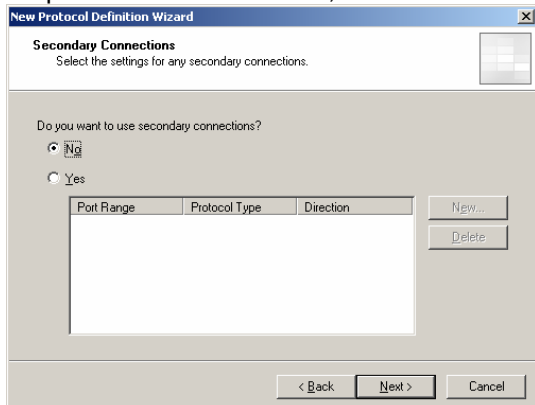 New Protocol Definition Wizard
Secondary Connections
Select the settings for any secondary connections.
Do you want to use secondary connections?
No
Yes
Port Range Protocol Type Direction
New...
Delete
< Back Next > Cancel